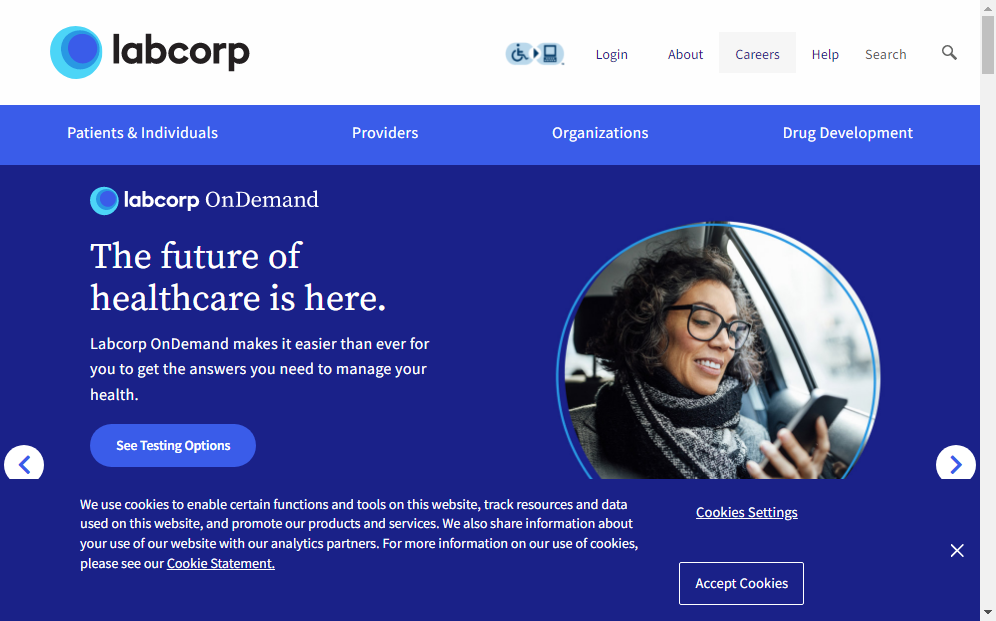 labcorp
Login
About
Careers
Help
Search
Patients & Individuals
Providers
Organizations
Drug Development
labcorp OnDemand
The future of
healthcare is here.
Labcorp OnDemand makes it easier than ever for
you to get the answers you need to manage your
health.
See Testing Options
We use cookies to enable certain functions and tools on this website, track resources and data
used on this website, and promote our products and services. We also share information about
your use of our website with our analytics partners. For more information on our use of cookies,
please see our Cookie Statement.
Cookies Settings
Accept Cookies